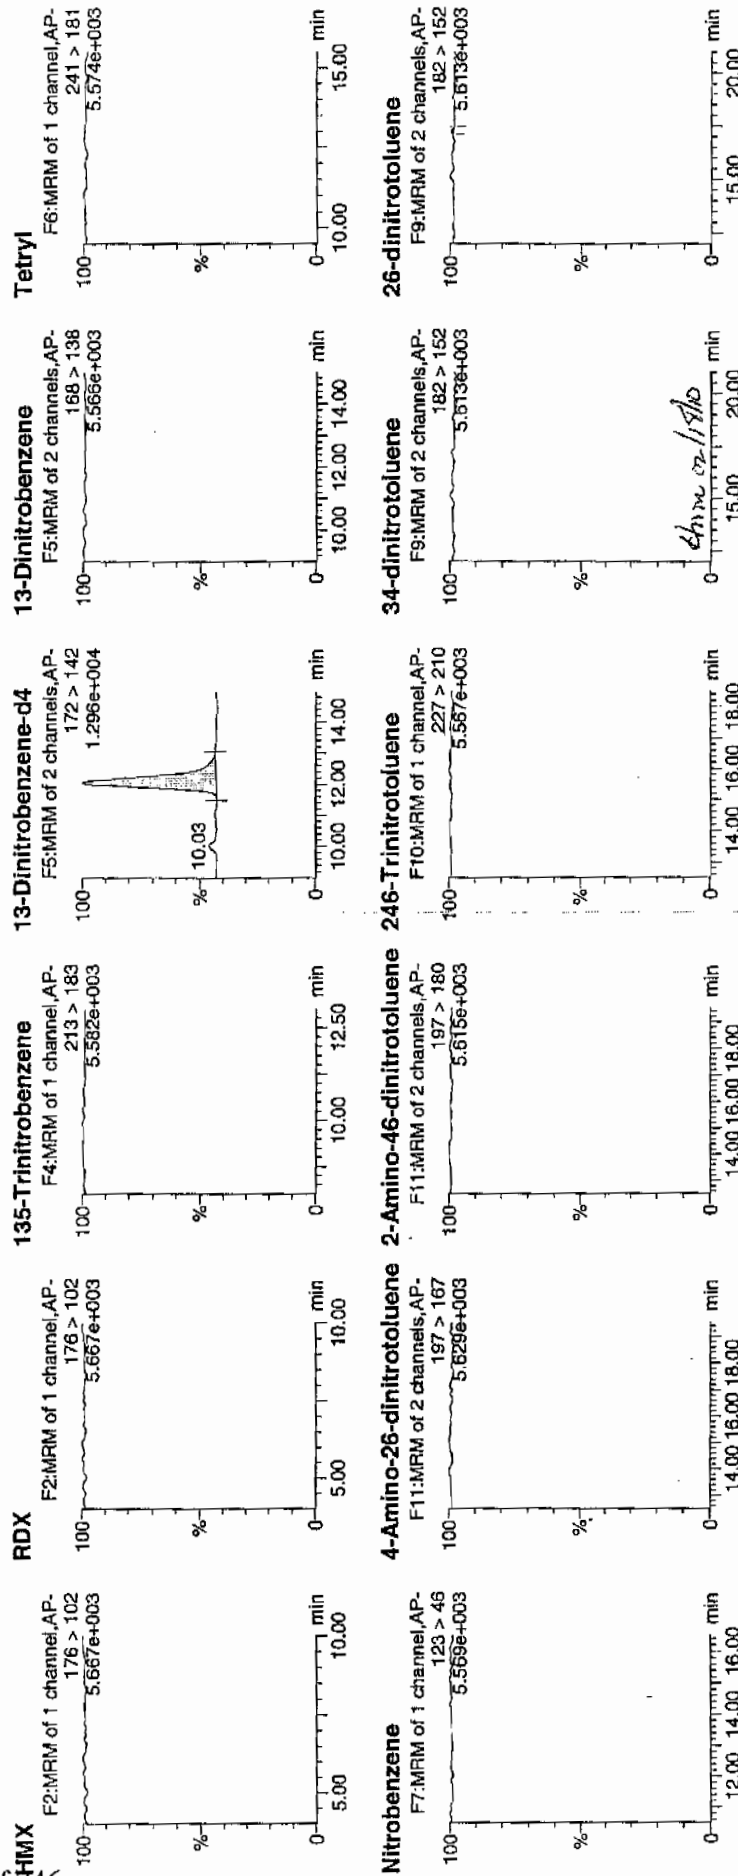 HMX
F2:MRM of 1 channel,AP-
176 > 102
5.667e+003
100
%
0
5.00 10.00
min
RDX
F2:MRM of 1 channel,AP-
176 > 102
5.667e+003
100
%
0
5.00 10.00
min
135-Trinitrobenzene
F4:MRM of 1 channel,AP-
213 > 183
5.582e+003
100
%
0
10.00 12.50
min
13-Dinitrobenzene-d4
F5:MRM of 2 channels,AP-
172 > 142
1.296e+004
100
%
10.03
0
10.00 12.00 14.00
min
13-Dinitrobenzene
F5:MRM of 2 channels,AP-
168 > 138
5.566e+003
100
%
0
10.00 12.00 14.00
min
Tetryl
F6:MRM of 1 channel,AP-
241 > 181
5.574e+003
100
%
0
10.00 15.00
min
Nitrobenzene
F7:MRM of 1 channel,AP-
123 > 46
5.569e+003
100
%
0
12.00 14.00 16.00
min
4-Amino-26-dinitrotoluene
F11:MRM of 2 channels,AP-
197 > 167
5.629e+003
100
%
0
14.00 16.00 18.00
min
2-Amino-46-dinitrotoluene
F11:MRM of 2 channels,AP-
197 > 180
5.615e+003
100
%
0
14.00 16.00 18.00
min
246-Trinitrotoluene
F10:MRM of 1 channel,AP-
227 > 210
5.567e+003
100
%
0
14.00 16.00 18.00
min
34-dinitrotoluene
F9:MRM of 2 channels,AP-
182 > 152
5.613e+003
100
%
0
15.00 20.00
min
26-dinitrotoluene
F9:MRM of 2 channels,AP-
182 > 152
5.613e+003
100
%
0
15.00 20.00
min